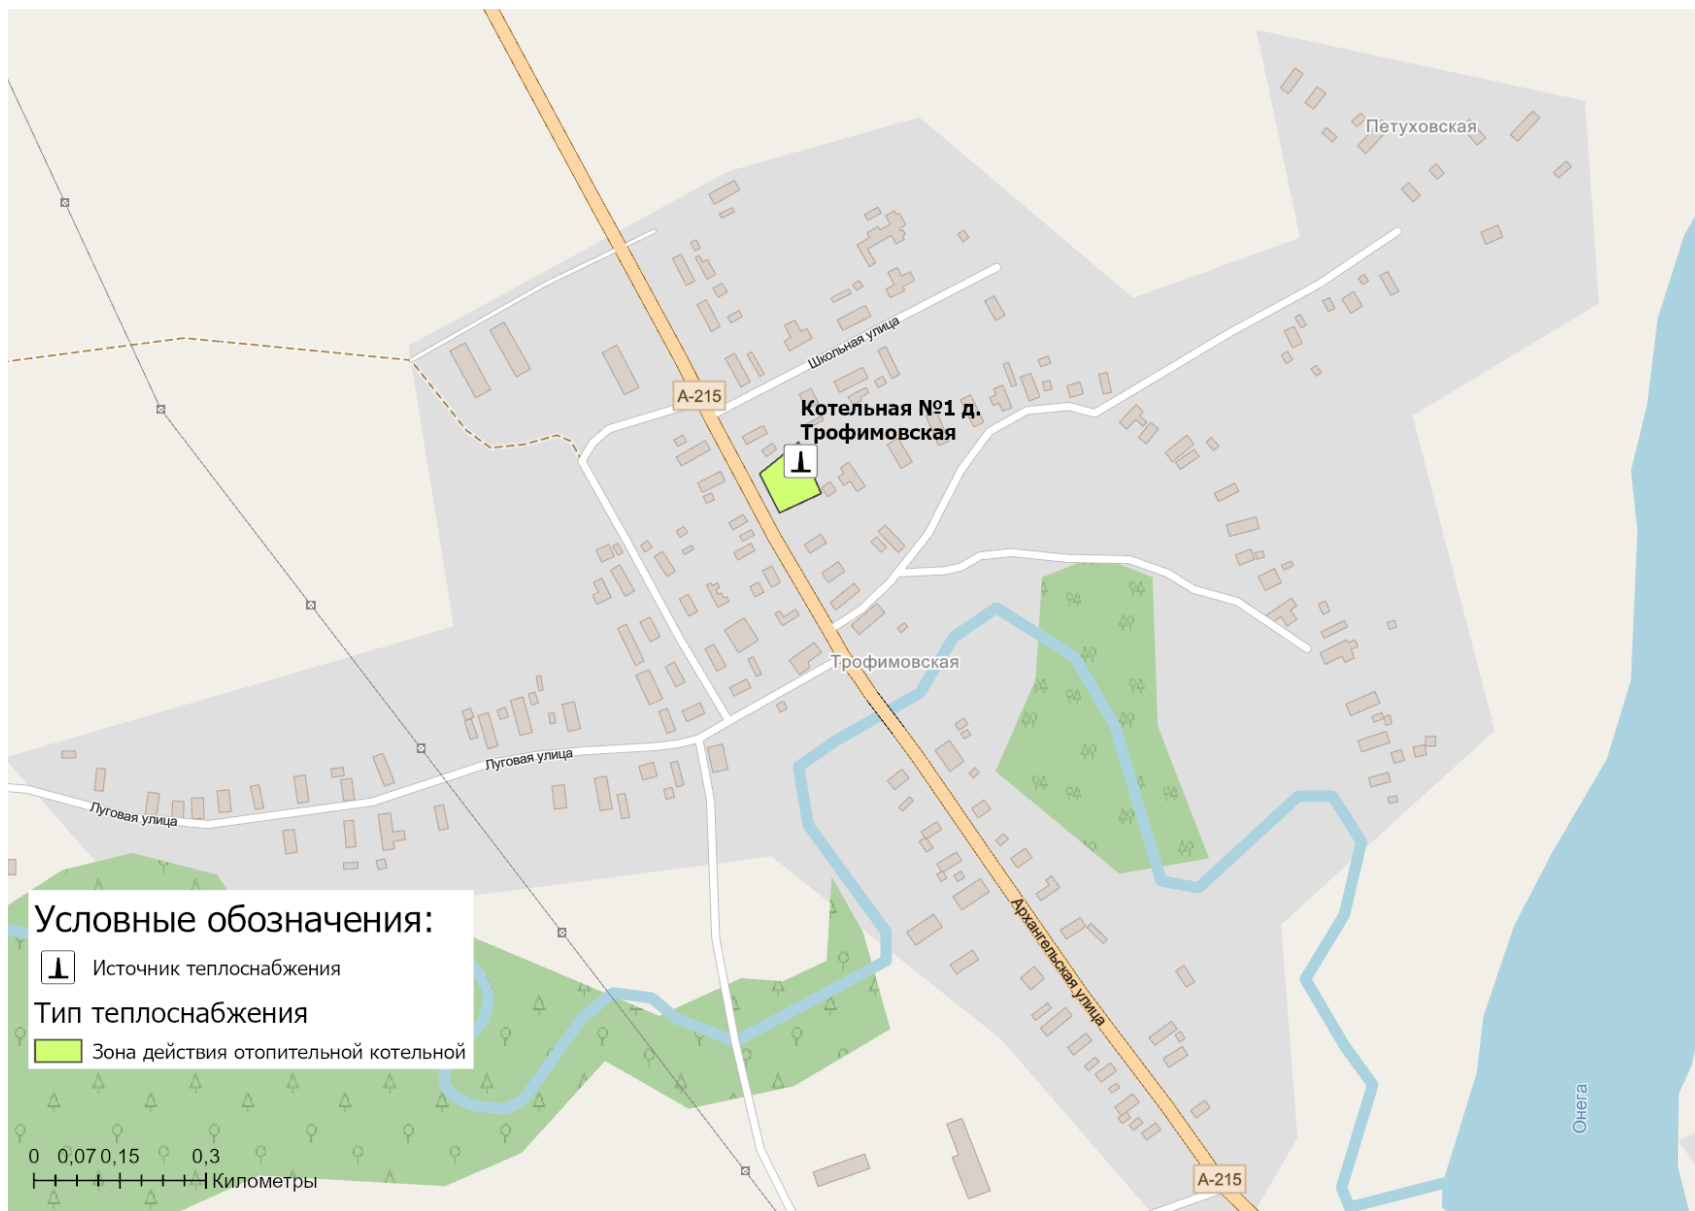 Петуховская
Школьная улица
А-215
Котельная №1 д.
Трофимовская
Трофимовская
Луговая улица
Луговая улица
Архангельская улица
Условные обозначения:
Источник теплоснабжения
Тип теплоснабжения
Зона действия отопительной котельной
Онега
0 0,07 0,15 0,3
Километры
А-215